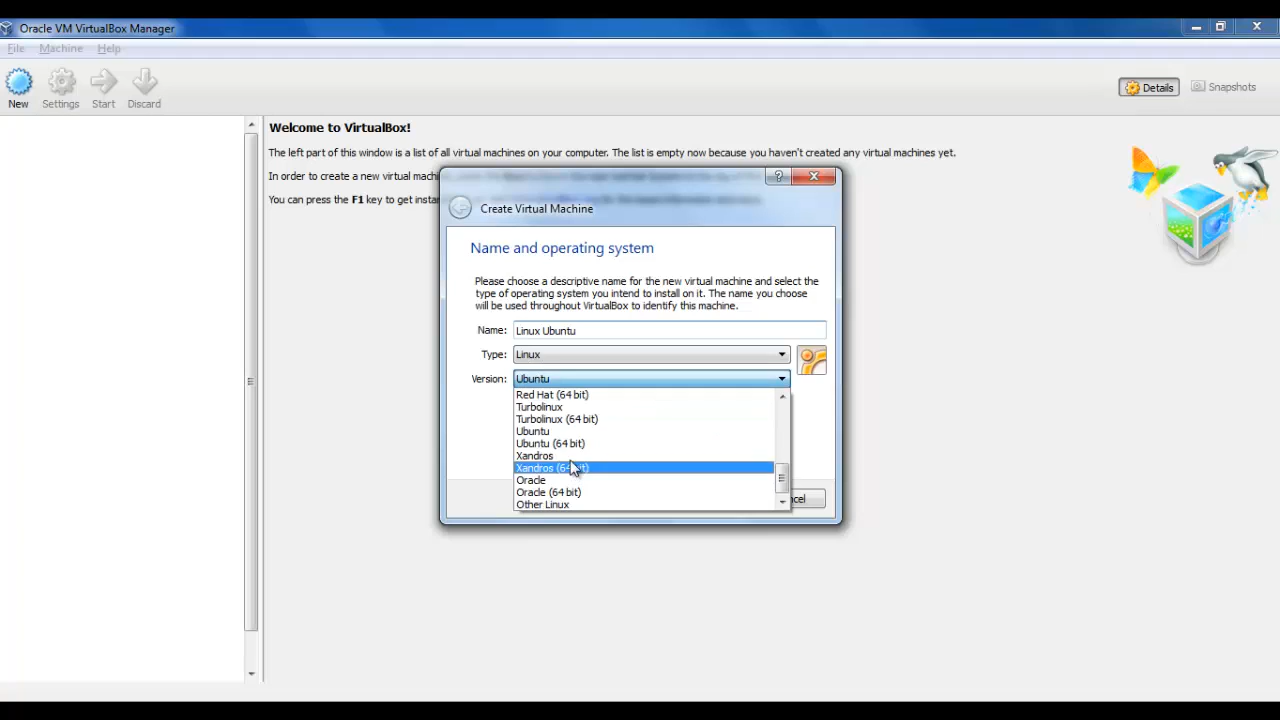 Oracle VM VirtualBox Manager
File Machine Help
New Settings Start Discard
Details Snapshots
Welcome to VirtualBox!
The left part of this window is a list of all virtual machines on your computer. The list is empty now because you haven't created any virtual machines yet.
In order to create a new virtual
You can press the F1 key to get
Create Virtual Machine
Name and operating system
Please choose a descriptive name for the new virtual machine and select the
type of operating system you intend to install on it. The name you choose
will be used throughout VirtualBox to identify this machine.
Name: Linux Ubuntu
Type: Linux
Version: Ubuntu
Red Hat (64 bit)
Turbolinux
Turbolinux (64 bit)
Ubuntu
Ubuntu (64 bit)
Xandros
Xandros (64 bit)
Oracle
Oracle (64 bit)
Other Linux